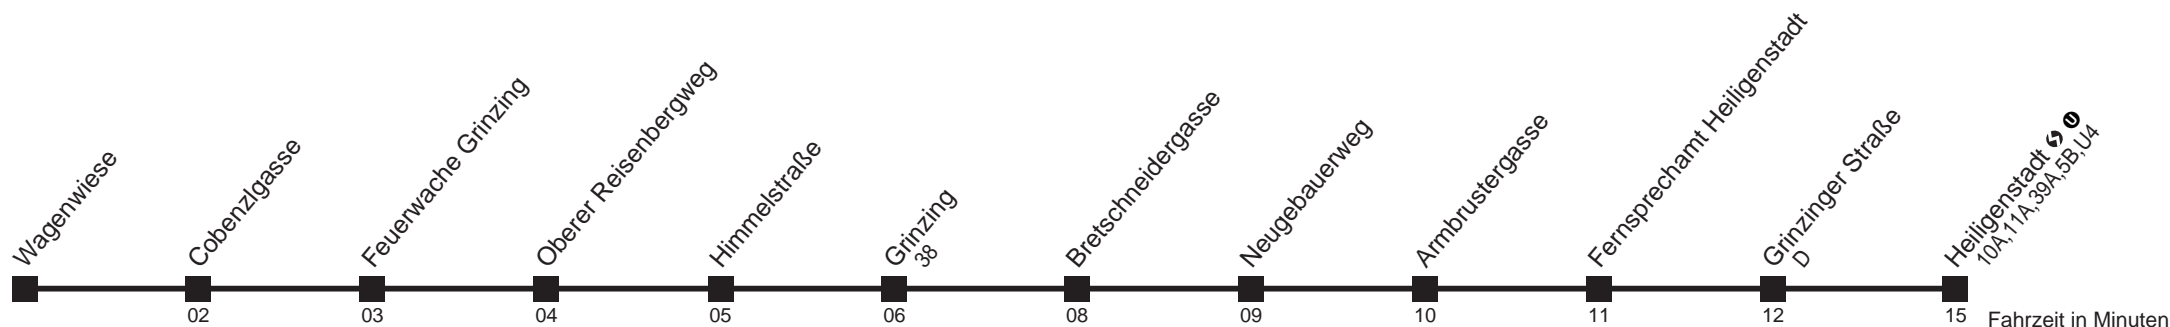 Wagenwiese
Cobenzlgasse
Feuerwache Grinzing
Oberer Reisenbergweg
Himmelstraße
Grinzing
38
Bretschneidergasse
Neugebauerweg
Armbrustergasse
Fernsprechamt Heiligenstadt
Grinzinger Straße
D
Heiligenstadt S U
10A,11A,39A,5B,U4
02
03
04
05
06
08
09
10
11
12
15
Fahrzeit in Minuten